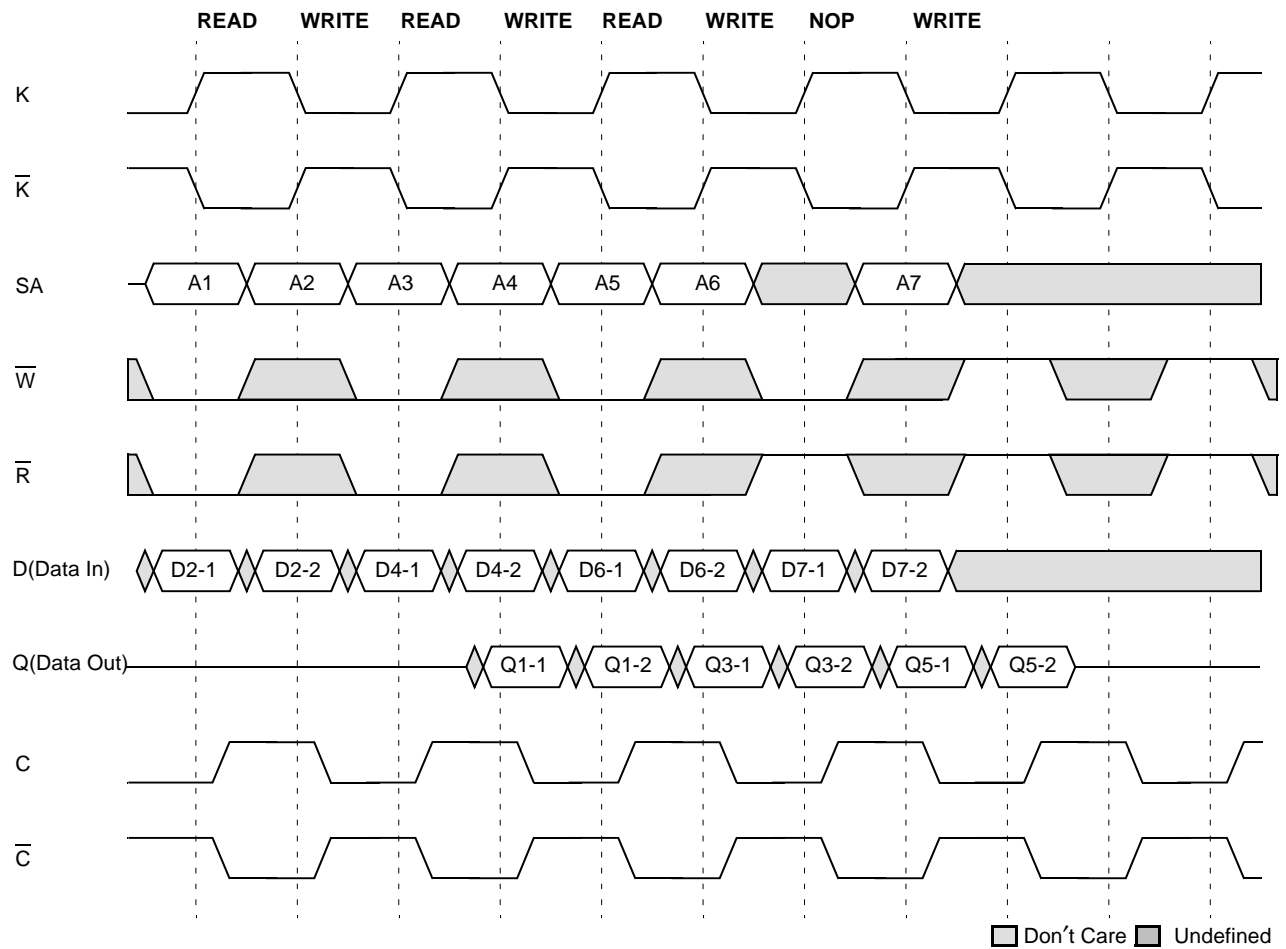 READ WRITE READ WRITE READ WRITE NOP WRITE
K
K̅
SA A1 A2 A3 A4 A5 A6 A7
W̅
R̅
D(Data In) D2-1 D2-2 D4-1 D4-2 D6-1 D6-2 D7-1 D7-2
Q(Data Out) Q1-1 Q1-2 Q3-1 Q3-2 Q5-1 Q5-2
C
C̅
Don′t Care Undefined